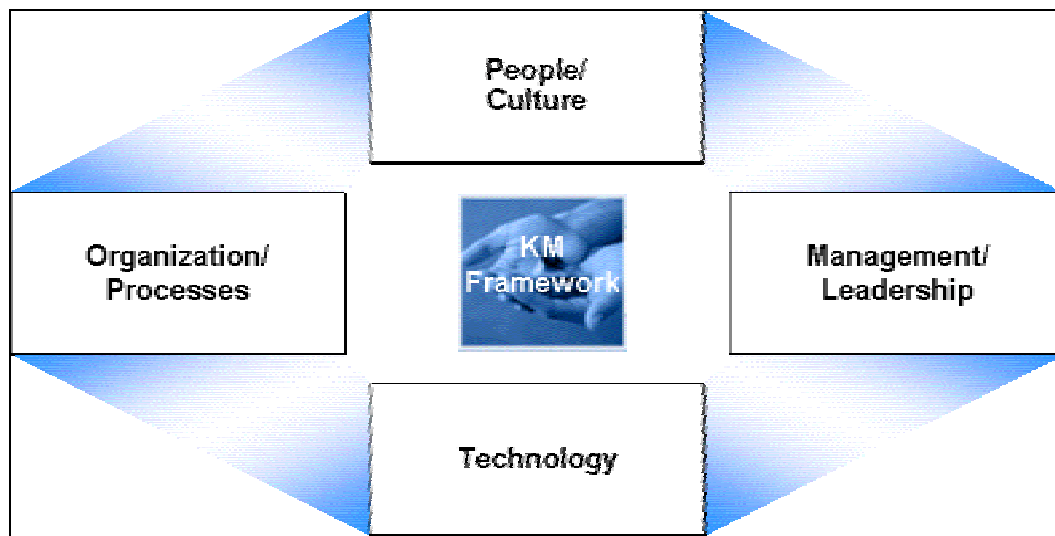 People/
Culture
Organization/
Processes
KM
Framework
Management/
Leadership
Technology